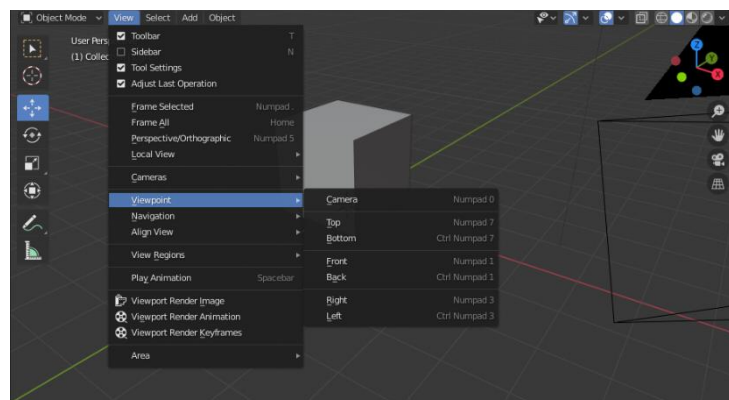 Object Mode View Select Add Object
User Pers
(1) Collec
Toolbar T
Sidebar N
Tool Settings
Adjust Last Operation
Frame Selected Numpad .
Frame All Home
Perspective/Orthographic Numpad 5
Local View
Cameras
Viewpoint
Navigation
Align View
View Regions
Play Animation Spacebar
Viewport Render Image
Viewport Render Animation
Viewport Render Keyframes
Area
Camera Numpad 0
Top Numpad 7
Bottom Ctrl Numpad 7
Front Numpad 1
Back Ctrl Numpad 1
Right Numpad 3
Left Ctrl Numpad 3
Z
Y
X